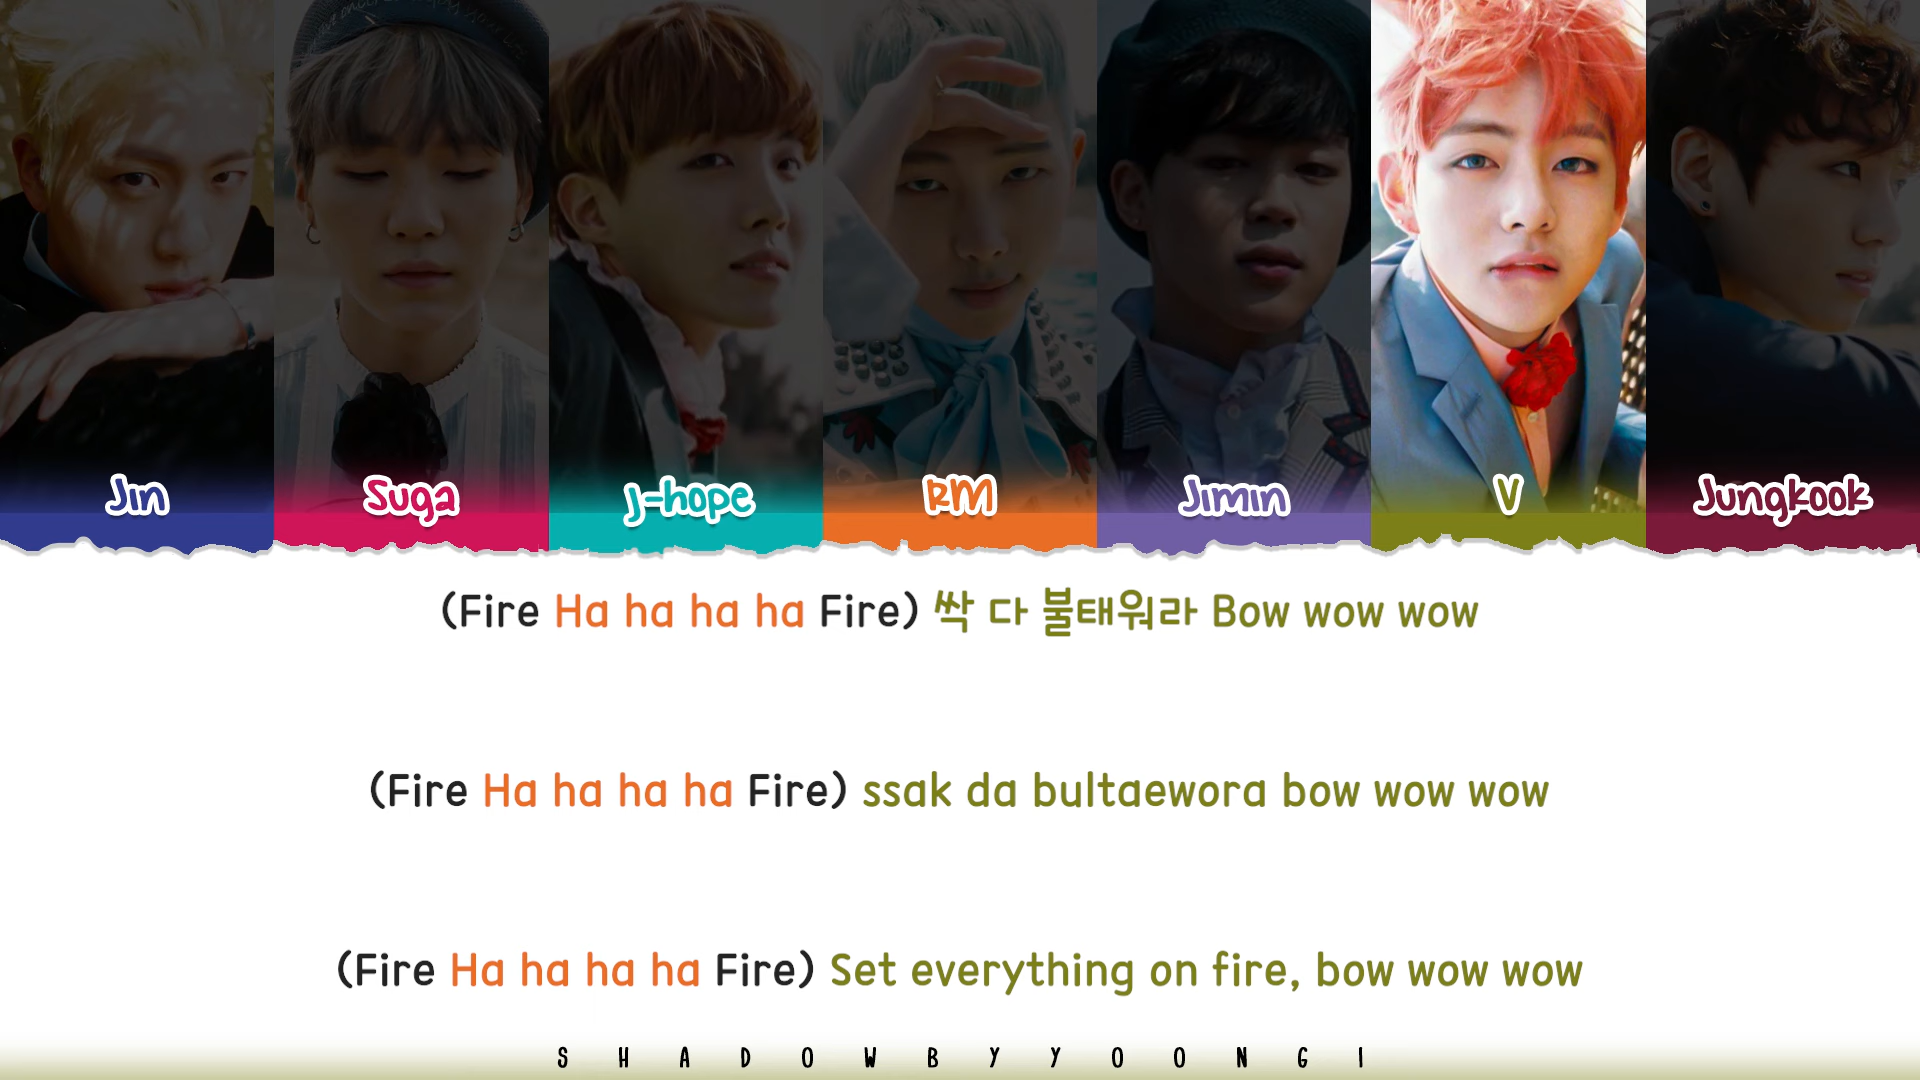 Jin Suga J-hope RM Jimin V Jungkook
(Fire Ha ha ha ha Fire) 싹 다 불태워라 Bow wow wow
(Fire Ha ha ha ha Fire) ssak da bultaewora bow wow wow
(Fire Ha ha ha ha Fire) Set everything on fire, bow wow wow
SHADOWBYYOONGI